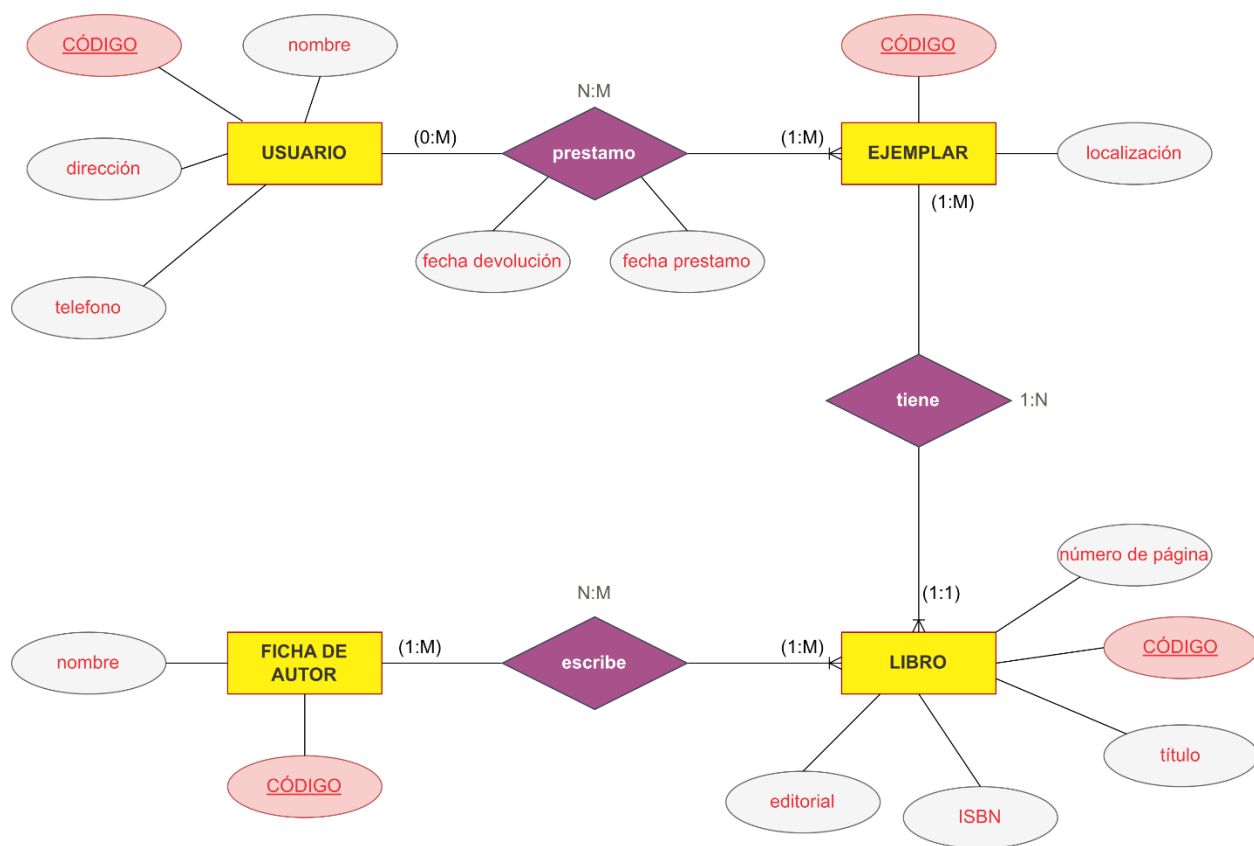 CÓDIGO
nombre
CÓDIGO
N:M
USUARIO
(0:M)
prestamo
(1:M)
EJEMPLAR
localización
dirección
(1:M)
fecha devolución
fecha prestamo
telefono
tiene
1:N
número de página
N:M
(1:1)
nombre
FICHA DE
AUTOR
(1:M)
escribe
(1:M)
LIBRO
CÓDIGO
título
CÓDIGO
editorial
ISBN